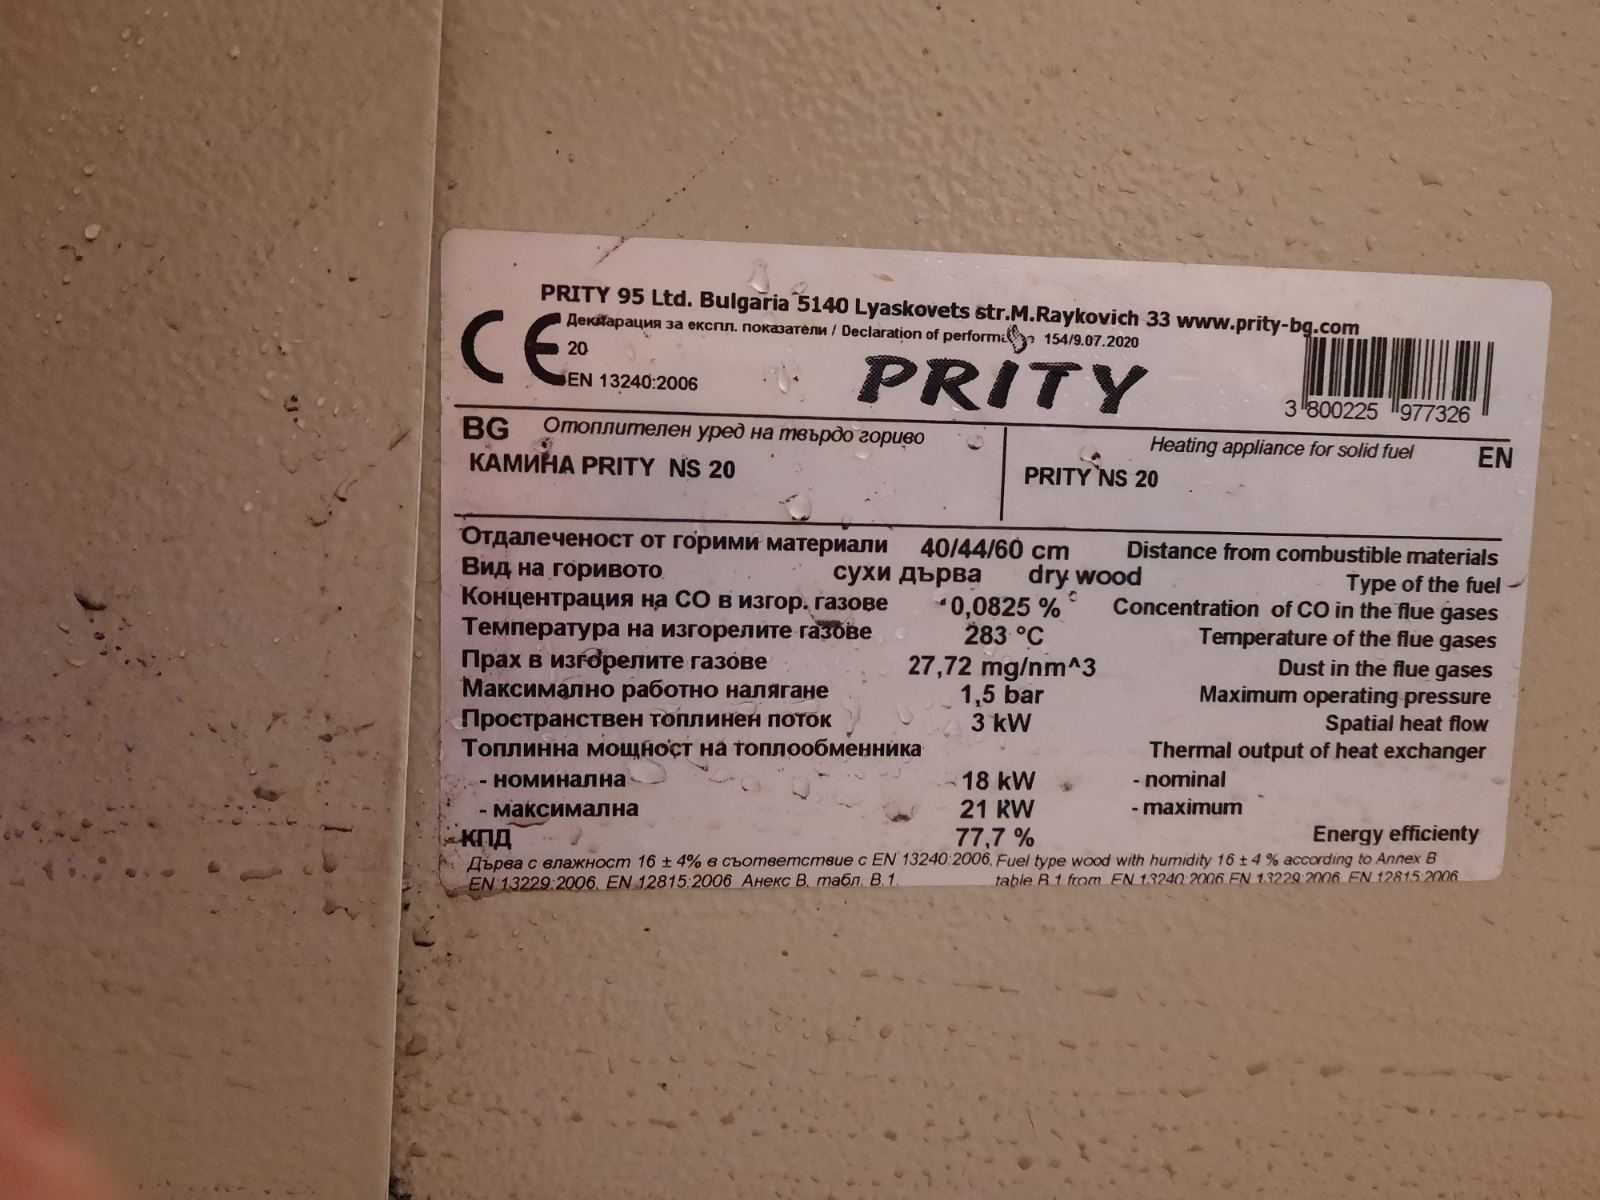 PRITY 95 Ltd. Bulgaria 5140 Lyaskovets str.M.Raykovich 33 www.prity-bg.com
CE
Декларация за експл. показатели / Declaration of 154/9.07.2020
20
EN 13240:2006
PRITY
3 800225 977326
BG Отоплителен уред на твърдо гориво
КАМИНА PRITY NS 20
Heating appliance for solid fuel EN
PRITY NS 20
Отдалеченост от горими материали 40/44/60 cm Distance from combustible materials
Вид на горивото сухи дърва dry wood Type of the fuel
Концентрация на CO в изгор. газове 0,0825 % Concentration of CO in the flue gases
Температура на изгорелите газове 283 °C Temperature of the flue gases
Прах в изгорелите газове 27,72 mg/nm^3 Dust in the flue gases
Максимално работно налягане 1,5 bar Maximum operating pressure
Пространствен топлинен поток 3 kW Spatial heat flow
Топлинна мощност на топлообменника Thermal output of heat exchanger
- номинална 18 kW - nominal
- максимална 21 kW - maximum
КПД 77,7 % Energy efficienty
Дърва с влажност 16 ± 4% в съответствие с EN 13240:2006, Fuel type wood with humidity 16 ± 4 % according to Annex B
EN 13229:2006, EN 12815:2006 Анекс B, табл. B.1. table B.1 from EN 13240:2006 EN 13229:2006, EN 12815:2006